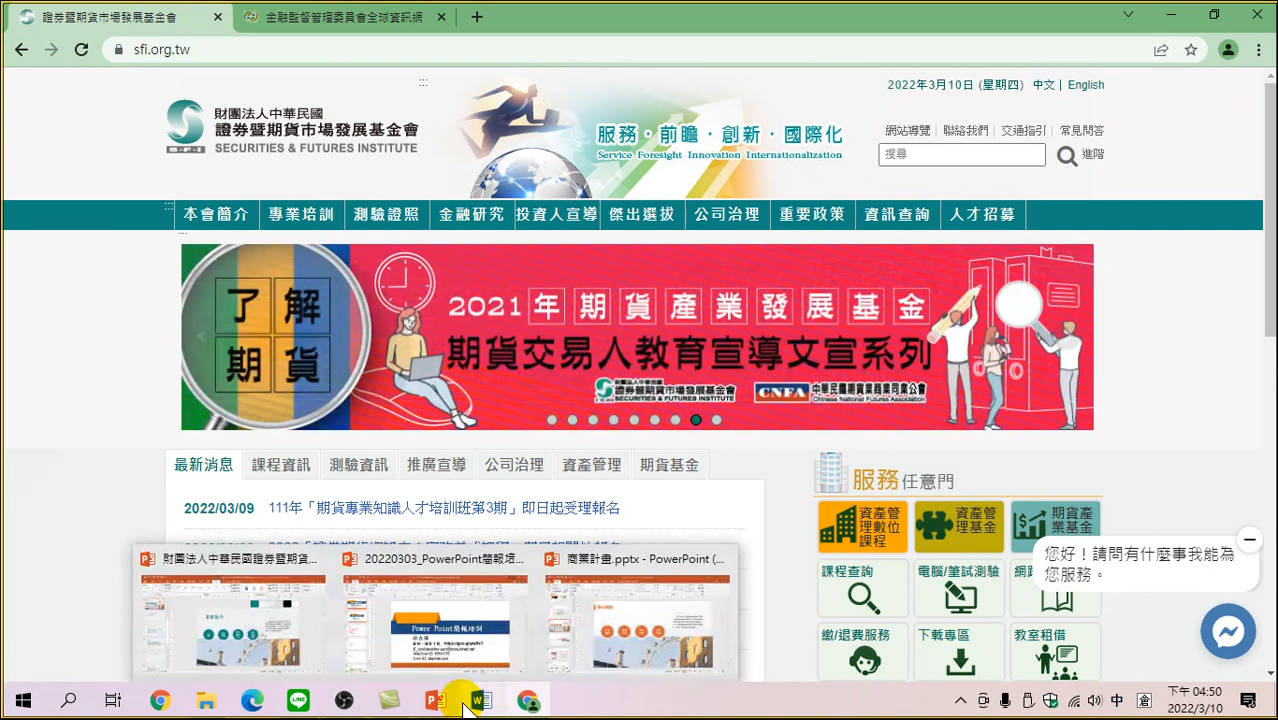 證券暨期貨市場發展基金會
金融監督管理委員會全球資訊網
sfi.org.tw
2022年3月10日 (星期四) 中文 | English
財團法人中華民國
證券暨期貨市場發展基金會
SECURITIES & FUTURES INSTITUTE
S·F·I
服務·前瞻·創新·國際化
Service Foresight Innovation Internationalization
網站導覽 | 聯絡我們 | 交通指引 | 常見問答
搜尋
進階
本會簡介 專業培訓 測驗證照 金融研究 投資人宣導 傑出選拔 公司治理 重要政策 資訊查詢 人才招募
了解
期貨
2021年期貨產業發展基金
期貨交易人教育宣導文宣系列
財團法人中華民國
證券暨期貨市場發展基金會
SECURITIES & FUTURES INSTITUTE
CNFA 中華民國期貨業商業同業公會
Chinese National Futures Association
最新消息 課程資訊 測驗資訊 推廣宣導 公司治理 資產管理 期貨基金
2022/03/09 111年「期貨專業知識人才培訓班第3期」即日起受理報名
服務任意門
資產管理數位課程
資產管理基金
期貨產業基金
課程查詢
電腦/筆試測驗
繳/退費服務
下載專區
教室租借
您好！請問有什麼事我能為
您服務。
財團法人中華民國證券暨期貨...
20220303_PowerPoint簡報培...
商業計畫.pptx - PowerPoint (...
Power Point簡報培訓
LINE
中
倉
下午 04:50
2022/3/10